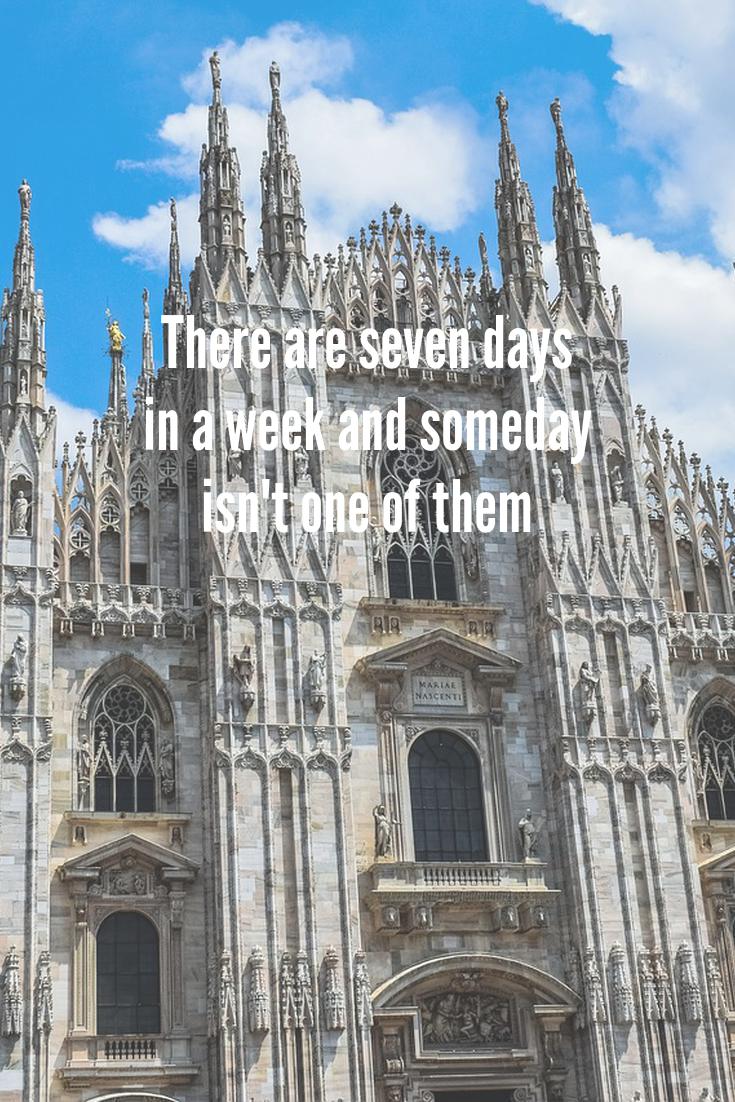 There are seven days
in a week and someday
isn't one of them
MARIAE
NASCENTI